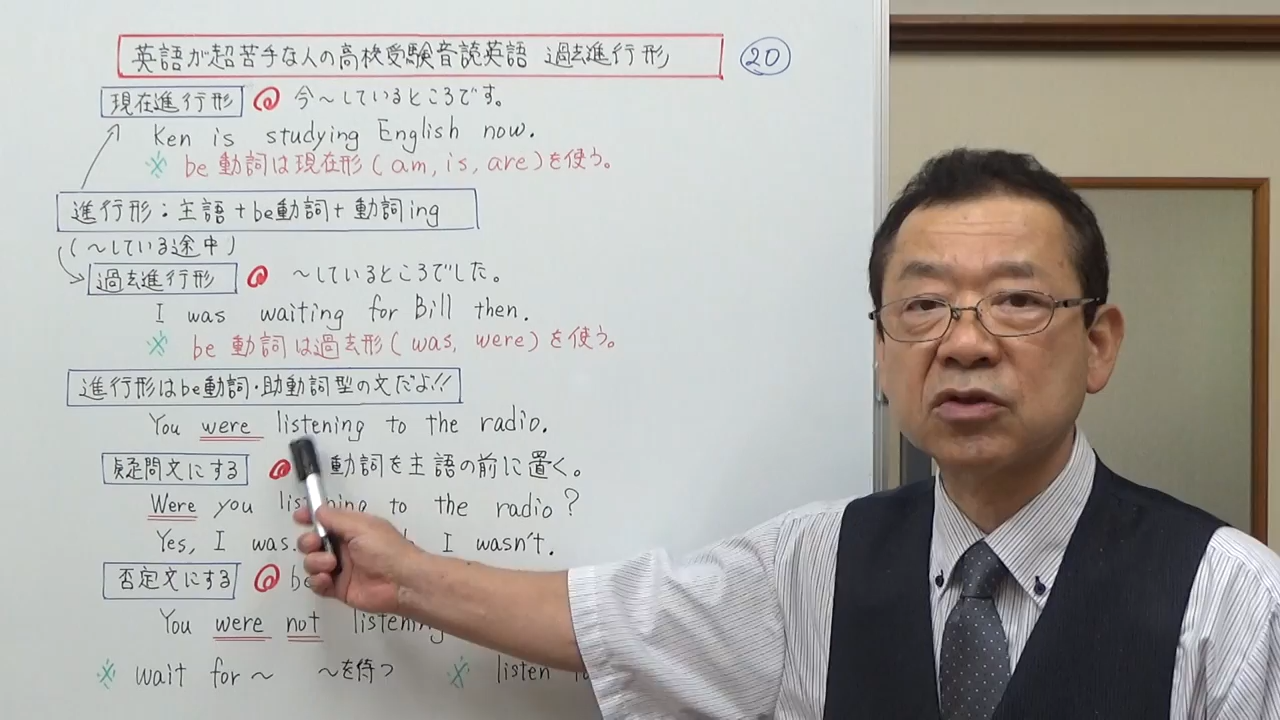 英語が超苦手な人の高校受験音読英語 過去進行形 20
現在進行形 今〜しているところです。
Ken is studying English now.
※ be動詞は現在形(am, is, are)を使う。
進行形：主語+be動詞+動詞ing
(〜している途中)
過去進行形 〜しているところでした。
I was waiting for Bill then.
※ be動詞は過去形(was, were)を使う。
進行形はbe動詞・助動詞型の文だよ!!
You were listening to the radio.
疑問文にする 動詞を主語の前に置く。
Were you listening to the radio?
Yes, I was. I wasn't.
否定文にする be
You were not listening
※ wait for〜 〜を待つ ※ listen